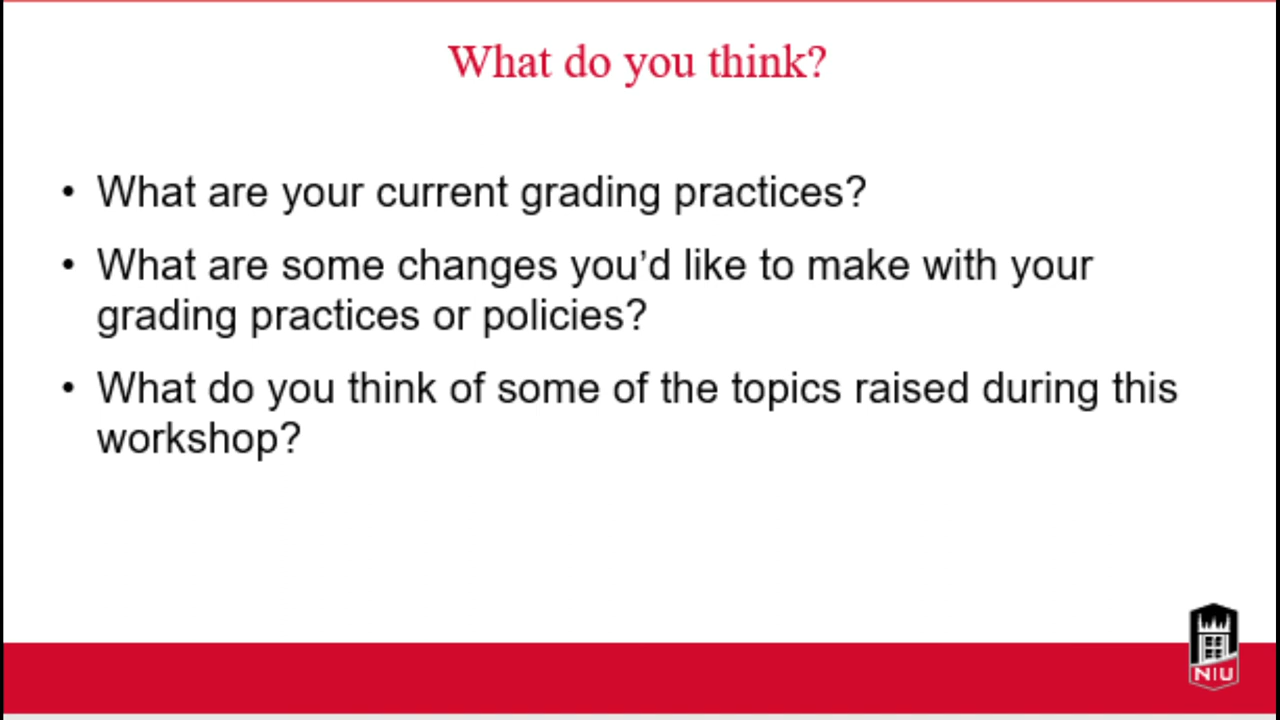 What do you think?
• What are your current grading practices?
• What are some changes you’d like to make with your
grading practices or policies?
• What do you think of some of the topics raised during this
workshop?
NIU